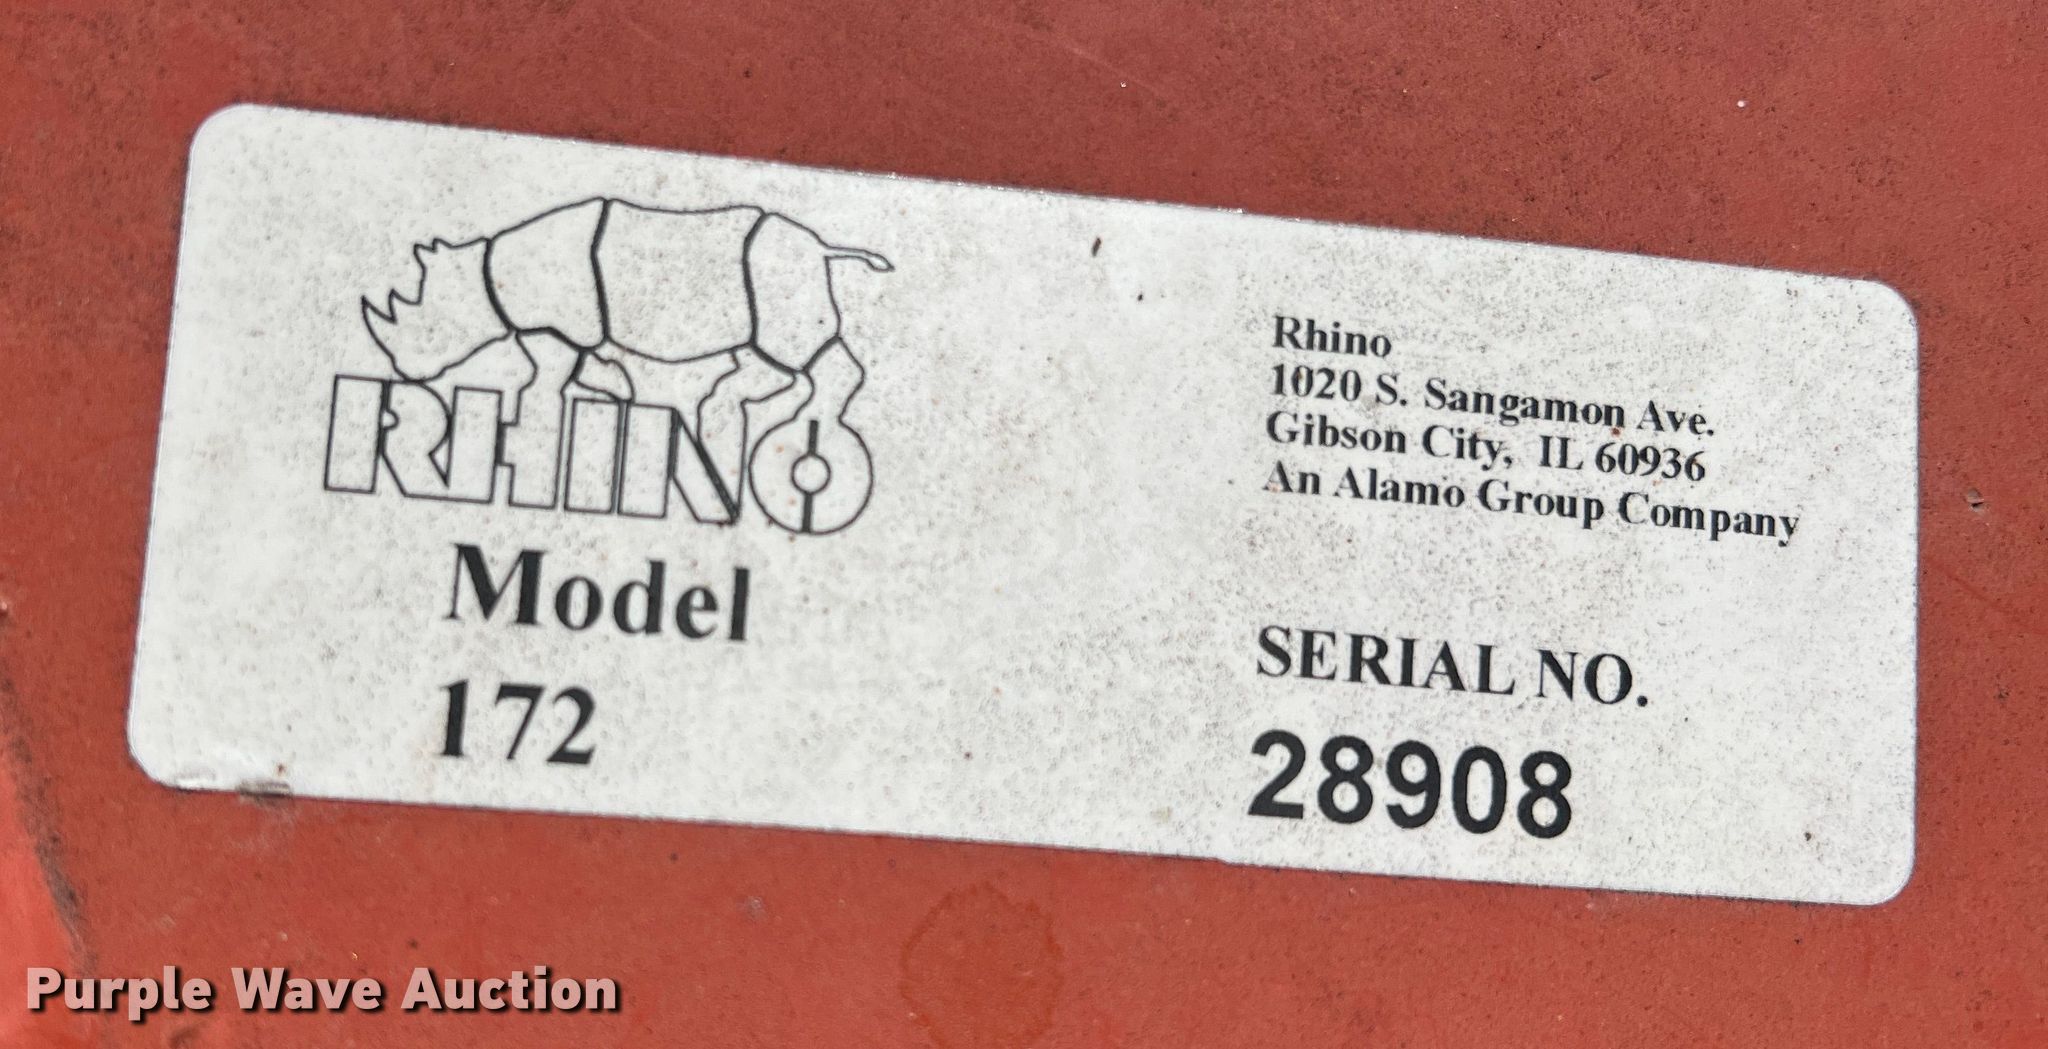 RHINO
Model
172
Rhino
1020 S. Sangamon Ave.
Gibson City, IL 60936
An Alamo Group Company
SERIAL NO.
28908
Purple Wave Auction